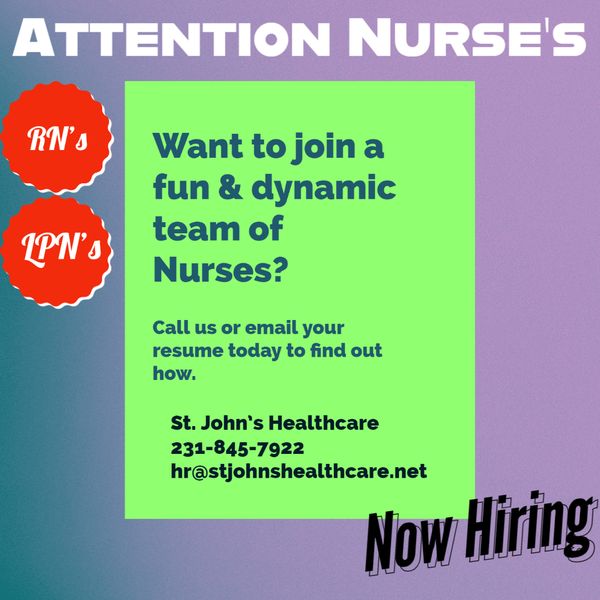 Attention Nurse's
RN's
LPN's
Want to join a
fun & dynamic
team of
Nurses?
Call us or email your
resume today to find out
how.
St. John's Healthcare
231-845-7922
hr@stjohnshealthcare.net
Now Hiring